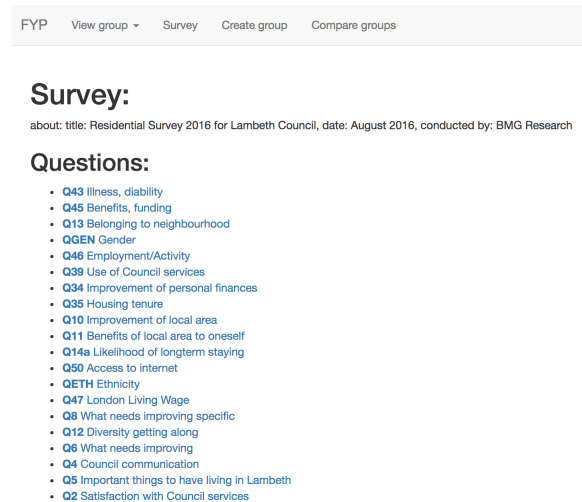 FYP View group Survey Create group Compare groups
Survey:
about: title: Residential Survey 2016 for Lambeth Council, date: August 2016, conducted by: BMG Research
Questions:
Q43 Illness, diability
Q45 Benefits, funding
Q13 Belonging to neighbourhood
QGEN Gender
Q46 Employment/Activity
Q39 Use of Council services
Q34 Improvement of personal finances
Q35 Housing tenure
Q10 Improvement of local area
Q11 Benefits of local area to oneself
Q14a Likelihood of longterm staying
Q50 Access to internet
QETH Ethnicity
Q47 London Living Wage
Q8 What needs improving specific
Q12 Diversity getting along
Q6 What needs improving
Q4 Council communication
Q5 Important things to have living in Lambeth
Q2 Satisfaction with Council services